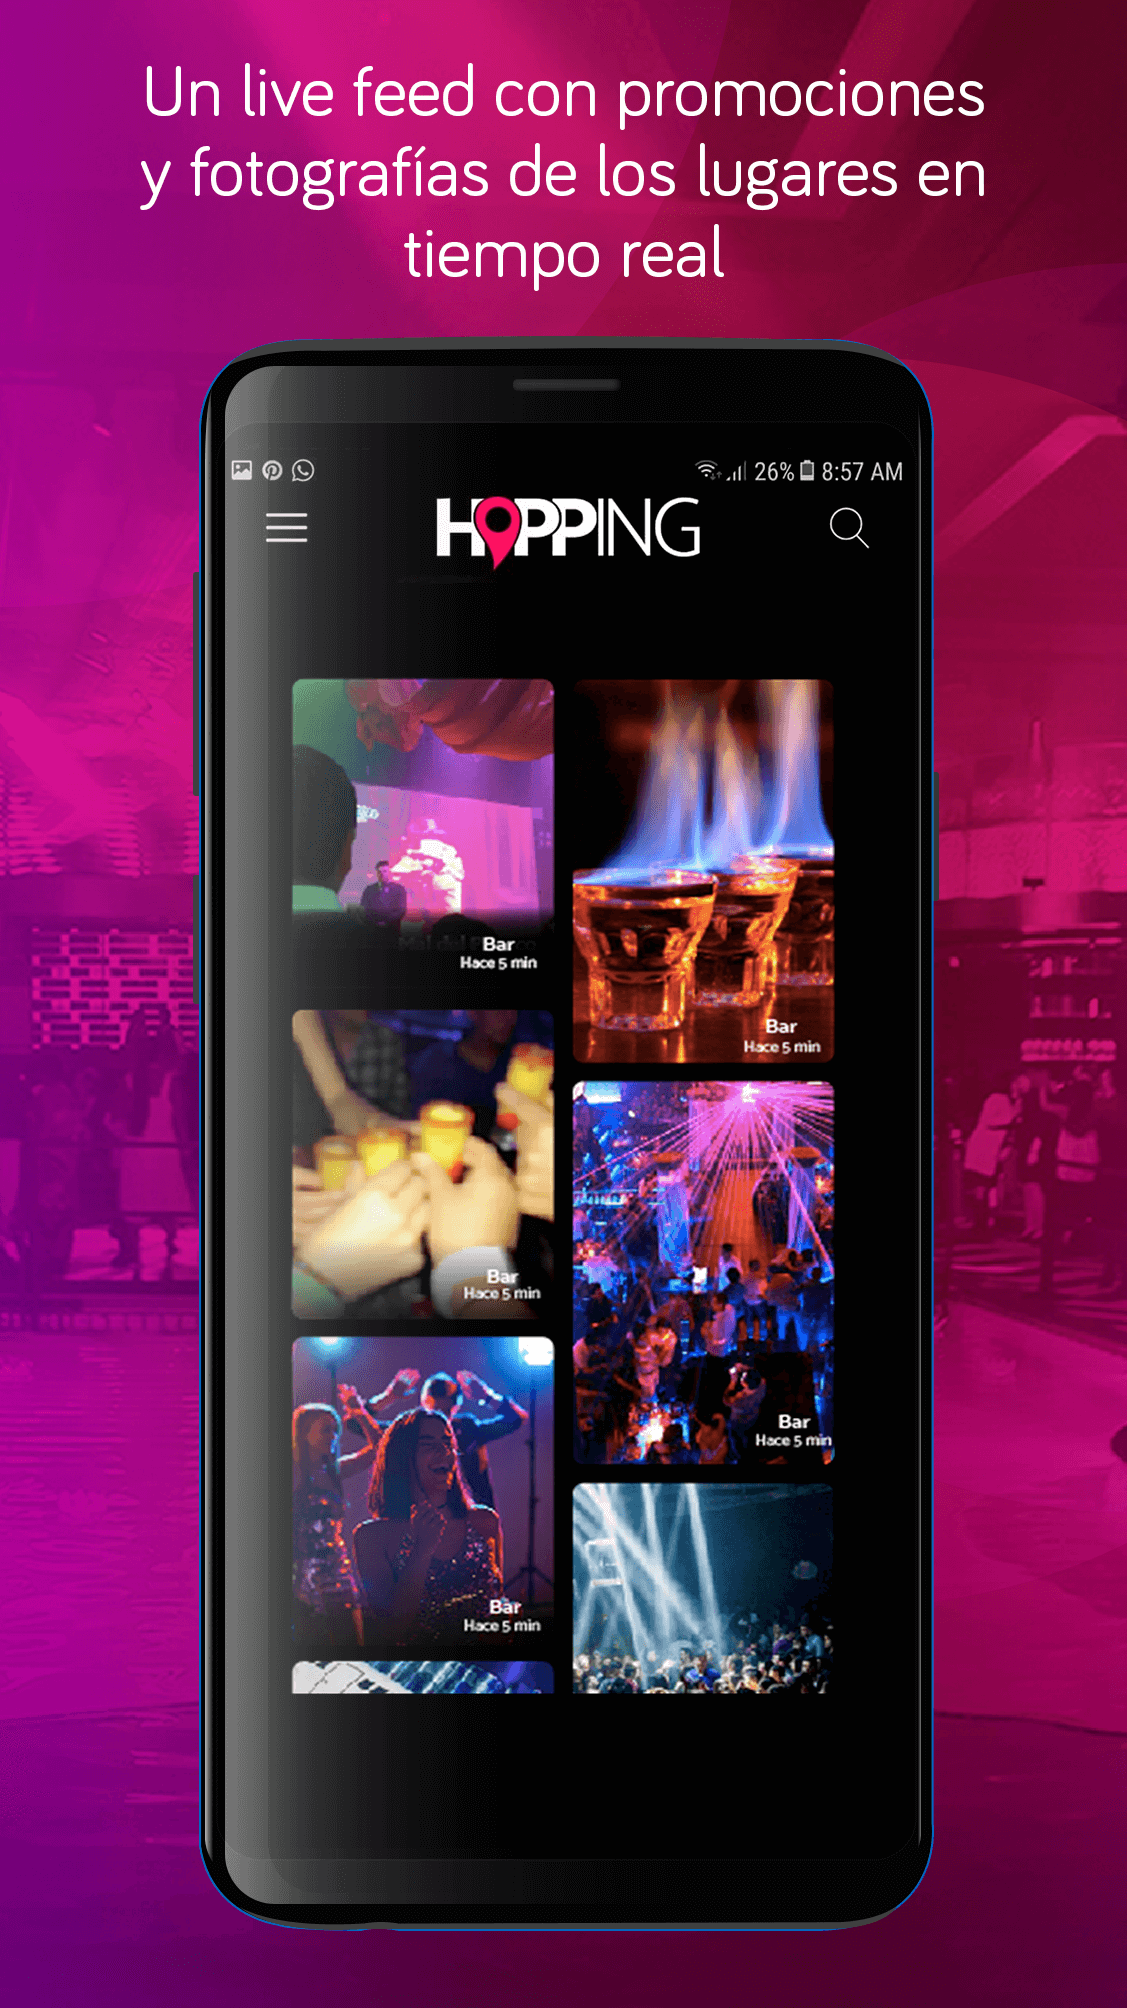 Un live feed con promociones
y fotografías de los lugares en
tiempo real
26% 8:57 AM
HOPPING
Bar
Hace 5 min
Bar
Hace 5 min
Bar
Hace 5 min
Bar
Hace 5 min
Bar
Hace 5 min